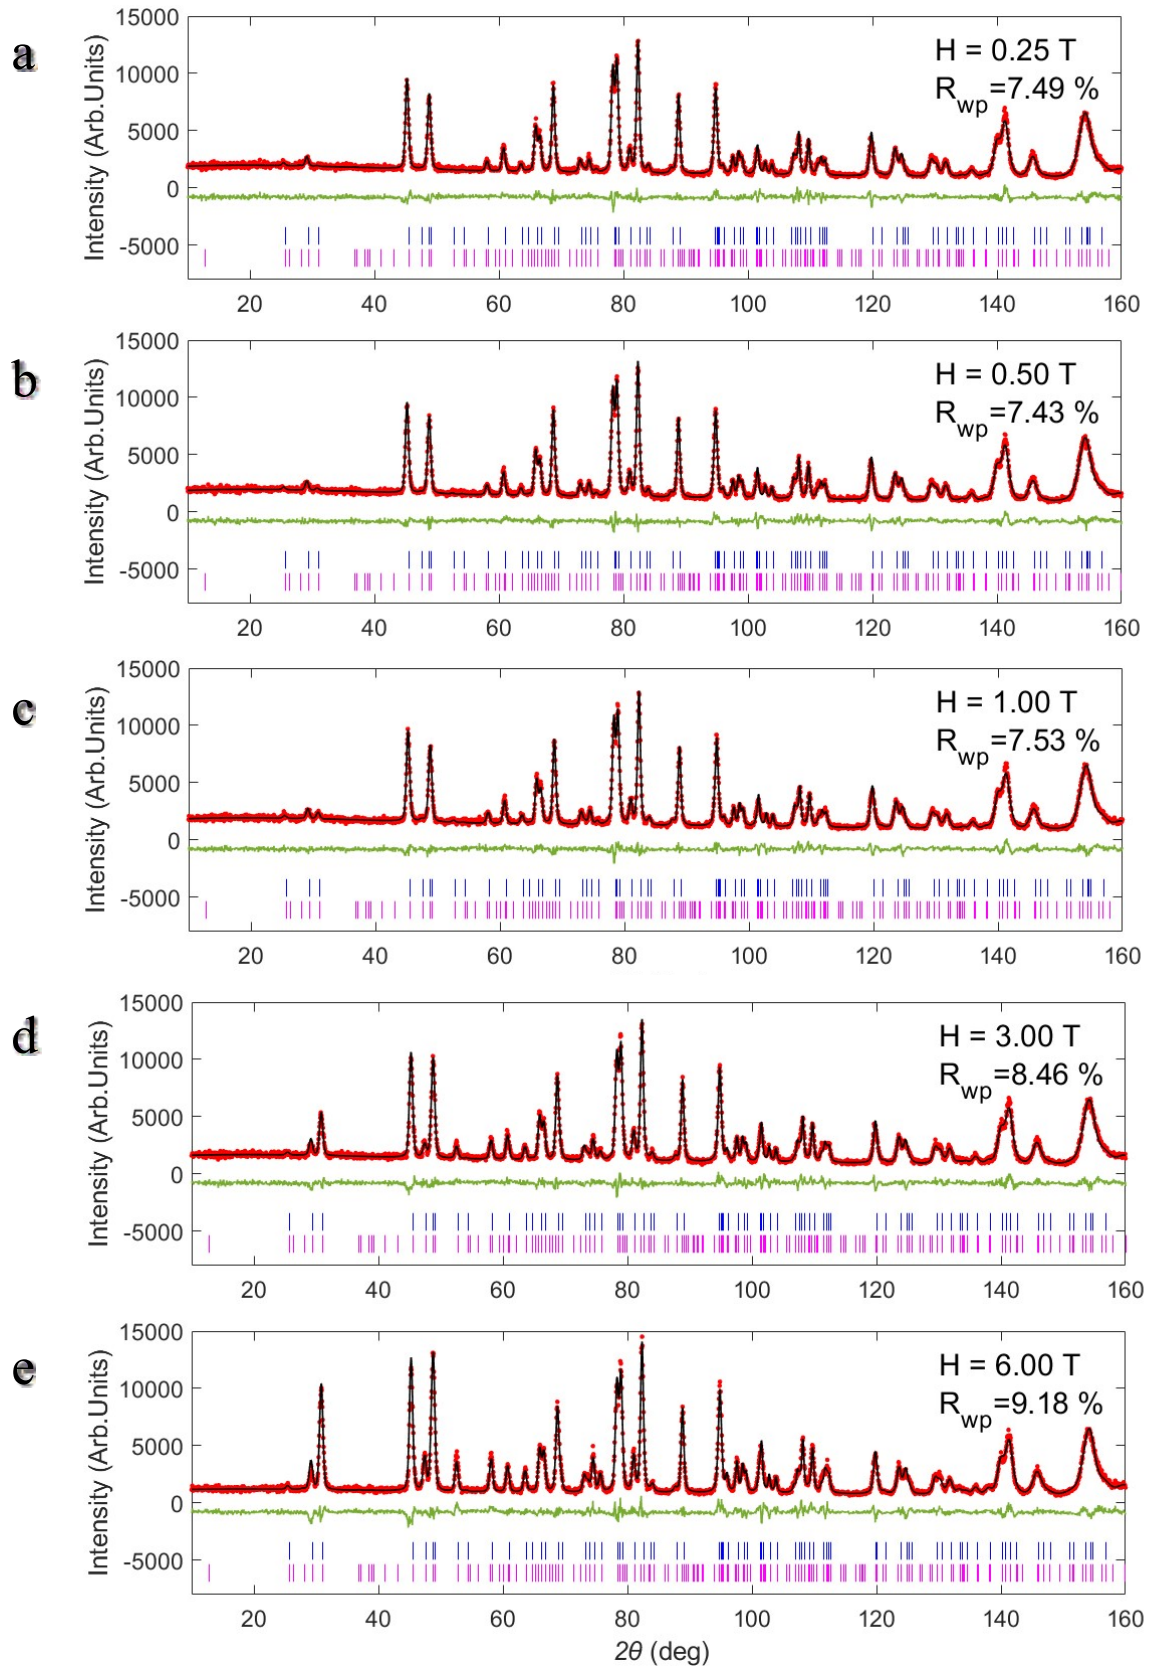 a
15000
10000
5000
0
-5000
Intensity (Arb.Units)
H = 0.25 T
Rwp=7.49 %
20 40 60 80 100 120 140 160
b
15000
10000
5000
0
-5000
Intensity (Arb.Units)
H = 0.50 T
Rwp=7.43 %
20 40 60 80 100 120 140 160
c
15000
10000
5000
0
-5000
Intensity (Arb.Units)
H = 1.00 T
Rwp=7.53 %
20 40 60 80 100 120 140 160
d
15000
10000
5000
0
-5000
Intensity (Arb.Units)
H = 3.00 T
Rwp=8.46 %
20 40 60 80 100 120 140 160
e
15000
10000
5000
0
-5000
Intensity (Arb.Units)
H = 6.00 T
Rwp=9.18 %
20 40 60 80 100 120 140 160
2θ (deg)